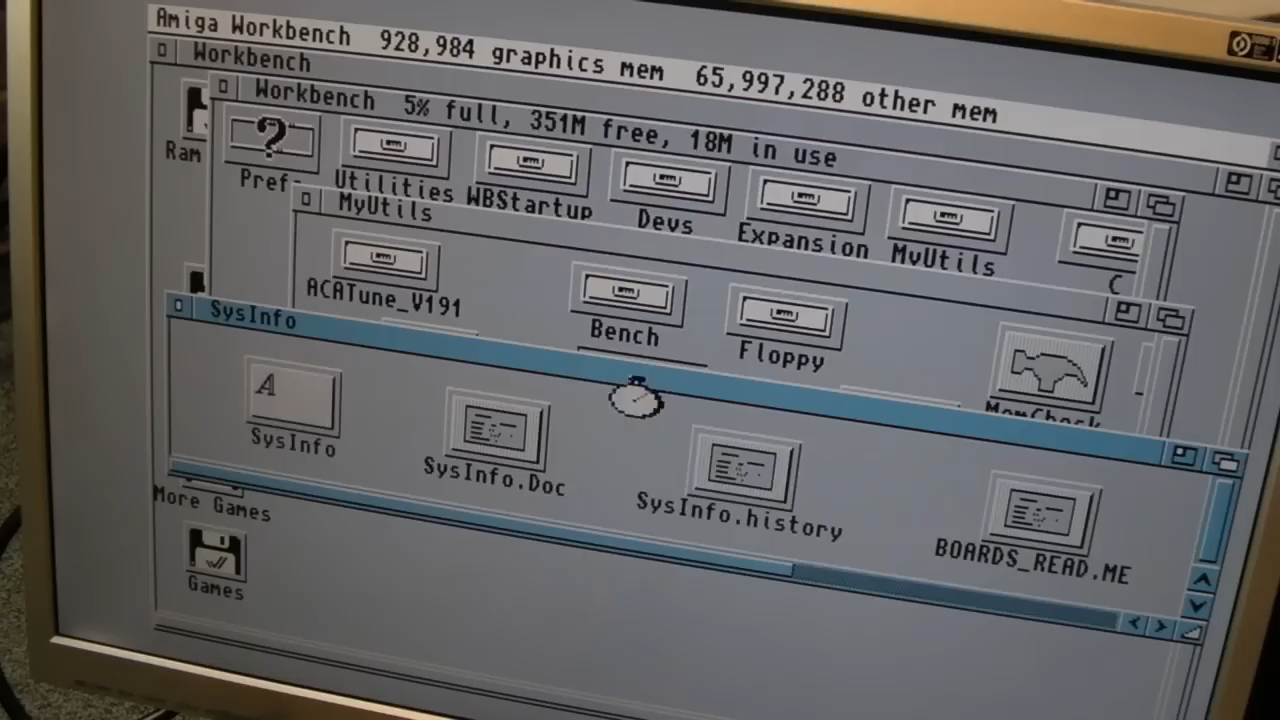 Amiga Workbench 928,984 graphics mem 65,997,288 other mem
Workbench
Workbench 5% full, 351M free, 18M in use
Ram
Pref
Utilities
WBStartup
Devs
Expansion
MyUtils
C
MyUtils
ACATune_V191
Bench
Floppy
MemCheck
SysInfo
SysInfo
SysInfo.Doc
SysInfo.history
BOARDS_READ.ME
More Games
Games